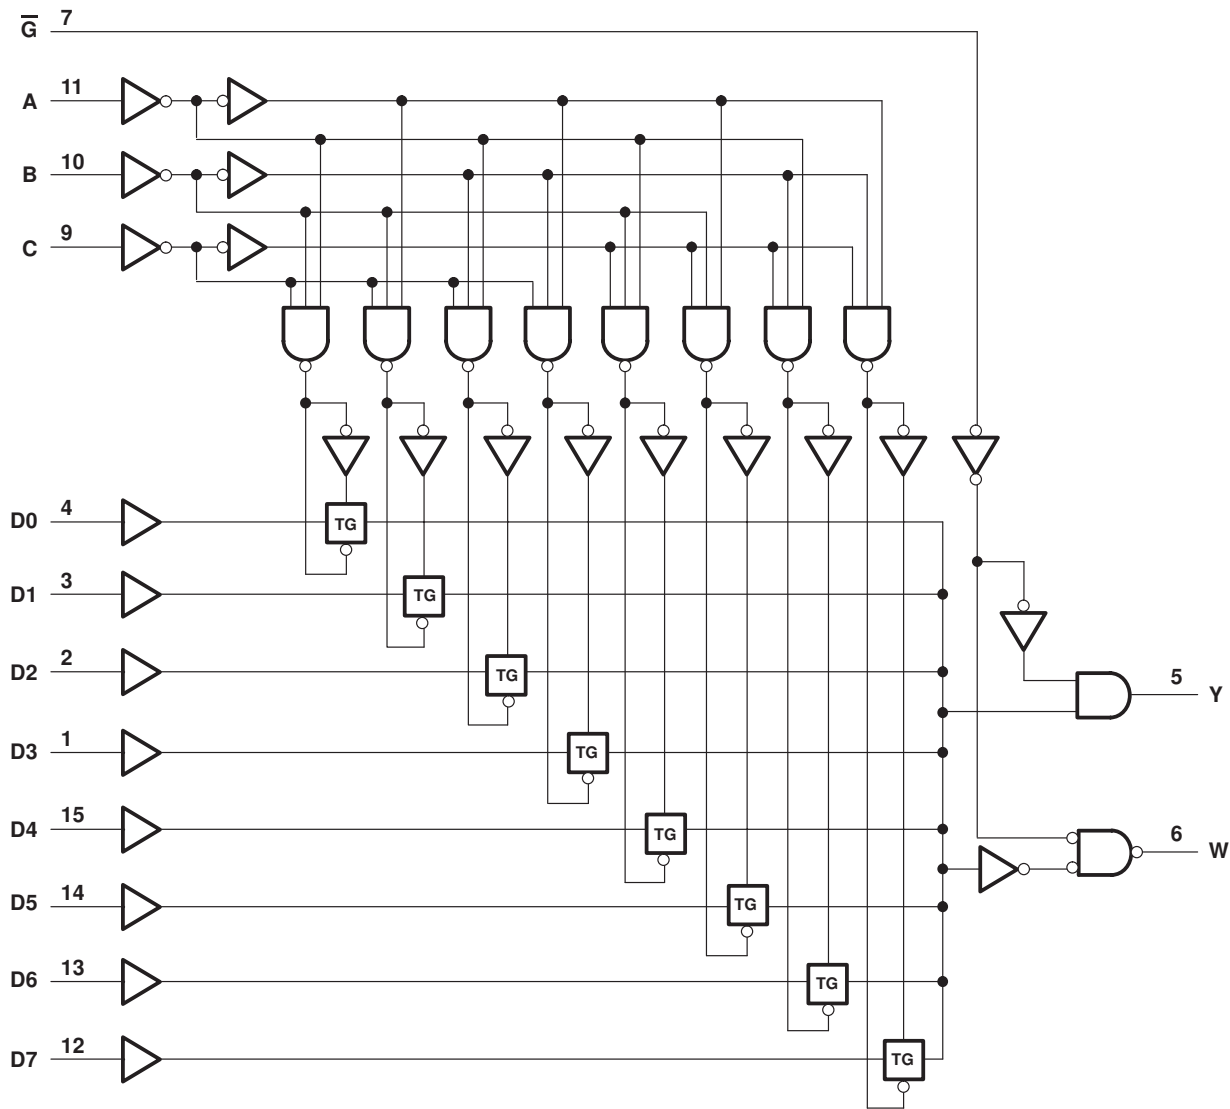 G̅ 7
A 11
B 10
C 9
D0 4 TG
D1 3 TG
D2 2 TG
5 Y
D3 1 TG
D4 15 TG
6 W
D5 14 TG
D6 13 TG
D7 12 TG